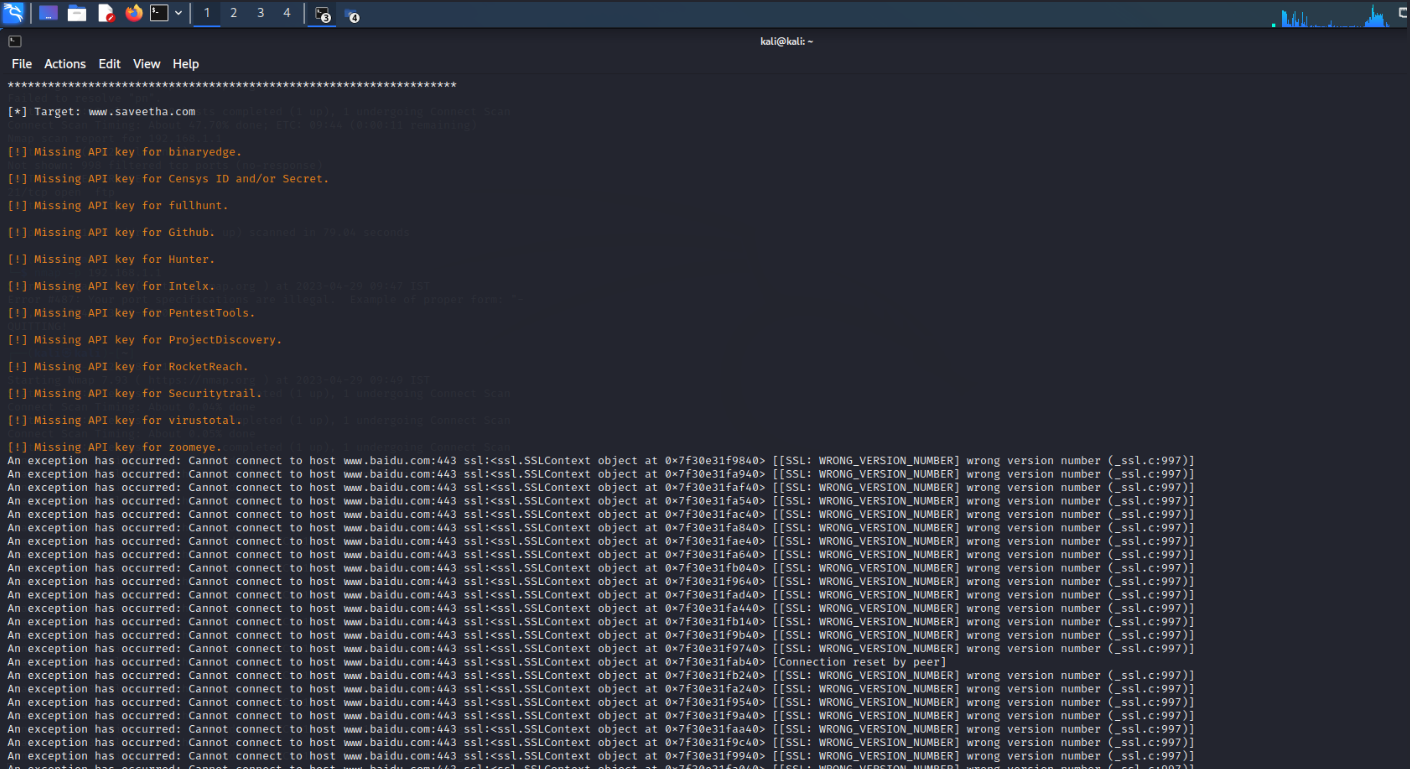 1 2 3 4 3 4
kali@kali: ~
File Actions Edit View Help
*******************************************************************
[*] Target: www.saveetha.com
[!] Missing API key for binaryedge.
[!] Missing API key for Censys ID and/or Secret.
[!] Missing API key for fullhunt.
[!] Missing API key for Github.
[!] Missing API key for Hunter.
[!] Missing API key for Intelx.
[!] Missing API key for PentestTools.
[!] Missing API key for ProjectDiscovery.
[!] Missing API key for RocketReach.
[!] Missing API key for Securitytrail.
[!] Missing API key for virustotal.
[!] Missing API key for zoomeye.
An exception has occurred: Cannot connect to host www.baidu.com:443 ssl:<ssl.SSLContext object at 0x7f30e31f9840> [[SSL: WRONG_VERSION_NUMBER] wrong version number (_ssl.c:997)]
An exception has occurred: Cannot connect to host www.baidu.com:443 ssl:<ssl.SSLContext object at 0x7f30e31fa940> [[SSL: WRONG_VERSION_NUMBER] wrong version number (_ssl.c:997)]
An exception has occurred: Cannot connect to host www.baidu.com:443 ssl:<ssl.SSLContext object at 0x7f30e31faf40> [[SSL: WRONG_VERSION_NUMBER] wrong version number (_ssl.c:997)]
An exception has occurred: Cannot connect to host www.baidu.com:443 ssl:<ssl.SSLContext object at 0x7f30e31fa540> [[SSL: WRONG_VERSION_NUMBER] wrong version number (_ssl.c:997)]
An exception has occurred: Cannot connect to host www.baidu.com:443 ssl:<ssl.SSLContext object at 0x7f30e31fac40> [[SSL: WRONG_VERSION_NUMBER] wrong version number (_ssl.c:997)]
An exception has occurred: Cannot connect to host www.baidu.com:443 ssl:<ssl.SSLContext object at 0x7f30e31fa840> [[SSL: WRONG_VERSION_NUMBER] wrong version number (_ssl.c:997)]
An exception has occurred: Cannot connect to host www.baidu.com:443 ssl:<ssl.SSLContext object at 0x7f30e31fae40> [[SSL: WRONG_VERSION_NUMBER] wrong version number (_ssl.c:997)]
An exception has occurred: Cannot connect to host www.baidu.com:443 ssl:<ssl.SSLContext object at 0x7f30e31fa640> [[SSL: WRONG_VERSION_NUMBER] wrong version number (_ssl.c:997)]
An exception has occurred: Cannot connect to host www.baidu.com:443 ssl:<ssl.SSLContext object at 0x7f30e31fb040> [[SSL: WRONG_VERSION_NUMBER] wrong version number (_ssl.c:997)]
An exception has occurred: Cannot connect to host www.baidu.com:443 ssl:<ssl.SSLContext object at 0x7f30e31f9640> [[SSL: WRONG_VERSION_NUMBER] wrong version number (_ssl.c:997)]
An exception has occurred: Cannot connect to host www.baidu.com:443 ssl:<ssl.SSLContext object at 0x7f30e31fad40> [[SSL: WRONG_VERSION_NUMBER] wrong version number (_ssl.c:997)]
An exception has occurred: Cannot connect to host www.baidu.com:443 ssl:<ssl.SSLContext object at 0x7f30e31fa440> [[SSL: WRONG_VERSION_NUMBER] wrong version number (_ssl.c:997)]
An exception has occurred: Cannot connect to host www.baidu.com:443 ssl:<ssl.SSLContext object at 0x7f30e31fb140> [[SSL: WRONG_VERSION_NUMBER] wrong version number (_ssl.c:997)]
An exception has occurred: Cannot connect to host www.baidu.com:443 ssl:<ssl.SSLContext object at 0x7f30e31f9b40> [[SSL: WRONG_VERSION_NUMBER] wrong version number (_ssl.c:997)]
An exception has occurred: Cannot connect to host www.baidu.com:443 ssl:<ssl.SSLContext object at 0x7f30e31f9740> [[SSL: WRONG_VERSION_NUMBER] wrong version number (_ssl.c:997)]
An exception has occurred: Cannot connect to host www.baidu.com:443 ssl:<ssl.SSLContext object at 0x7f30e31fab40> [Connection reset by peer]
An exception has occurred: Cannot connect to host www.baidu.com:443 ssl:<ssl.SSLContext object at 0x7f30e31fb240> [[SSL: WRONG_VERSION_NUMBER] wrong version number (_ssl.c:997)]
An exception has occurred: Cannot connect to host www.baidu.com:443 ssl:<ssl.SSLContext object at 0x7f30e31fa240> [[SSL: WRONG_VERSION_NUMBER] wrong version number (_ssl.c:997)]
An exception has occurred: Cannot connect to host www.baidu.com:443 ssl:<ssl.SSLContext object at 0x7f30e31f9540> [[SSL: WRONG_VERSION_NUMBER] wrong version number (_ssl.c:997)]
An exception has occurred: Cannot connect to host www.baidu.com:443 ssl:<ssl.SSLContext object at 0x7f30e31f9a40> [[SSL: WRONG_VERSION_NUMBER] wrong version number (_ssl.c:997)]
An exception has occurred: Cannot connect to host www.baidu.com:443 ssl:<ssl.SSLContext object at 0x7f30e31faa40> [[SSL: WRONG_VERSION_NUMBER] wrong version number (_ssl.c:997)]
An exception has occurred: Cannot connect to host www.baidu.com:443 ssl:<ssl.SSLContext object at 0x7f30e31f9c40> [[SSL: WRONG_VERSION_NUMBER] wrong version number (_ssl.c:997)]
An exception has occurred: Cannot connect to host www.baidu.com:443 ssl:<ssl.SSLContext object at 0x7f30e31f9940> [[SSL: WRONG_VERSION_NUMBER] wrong version number (_ssl.c:997)]